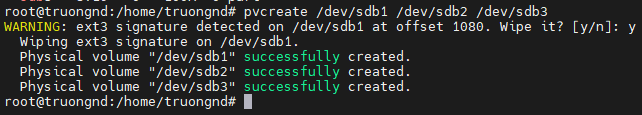 root@truongnd:/home/truongnd# pvcreate /dev/sdb1 /dev/sdb2 /dev/sdb3
WARNING: ext3 signature detected on /dev/sdb1 at offset 1080. Wipe it? [y/n]: y
  Wiping ext3 signature on /dev/sdb1.
  Physical volume "/dev/sdb1" successfully created.
  Physical volume "/dev/sdb2" successfully created.
  Physical volume "/dev/sdb3" successfully created.
root@truongnd:/home/truongnd#